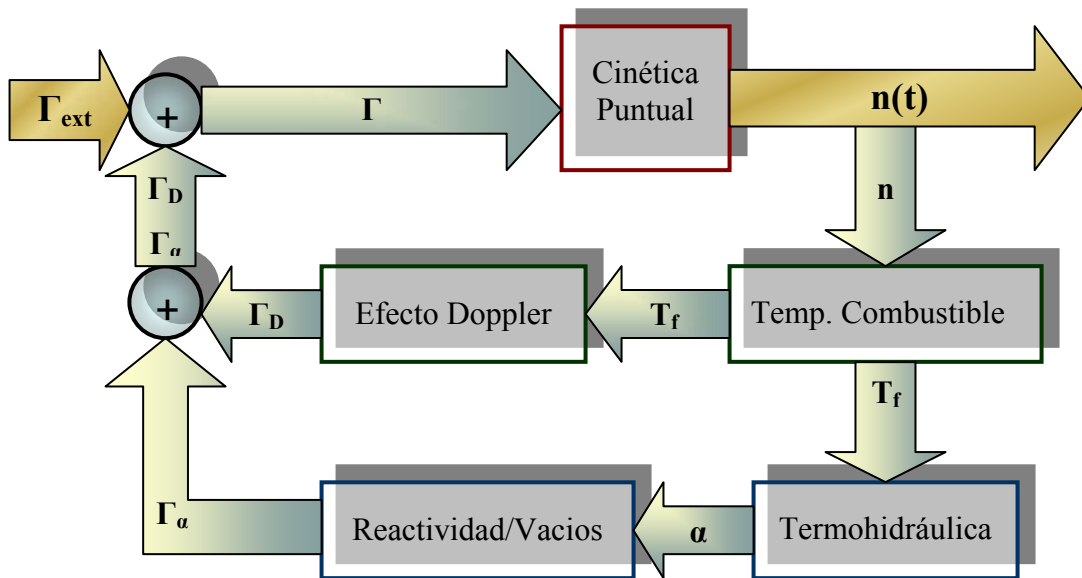 Γext
+
Γ
Cinética
Puntual
n(t)
ΓD
Γα
n
+
ΓD
Efecto Doppler
Tf
Temp. Combustible
Tf
Γα
Reactividad/Vacios
α
Termohidráulica